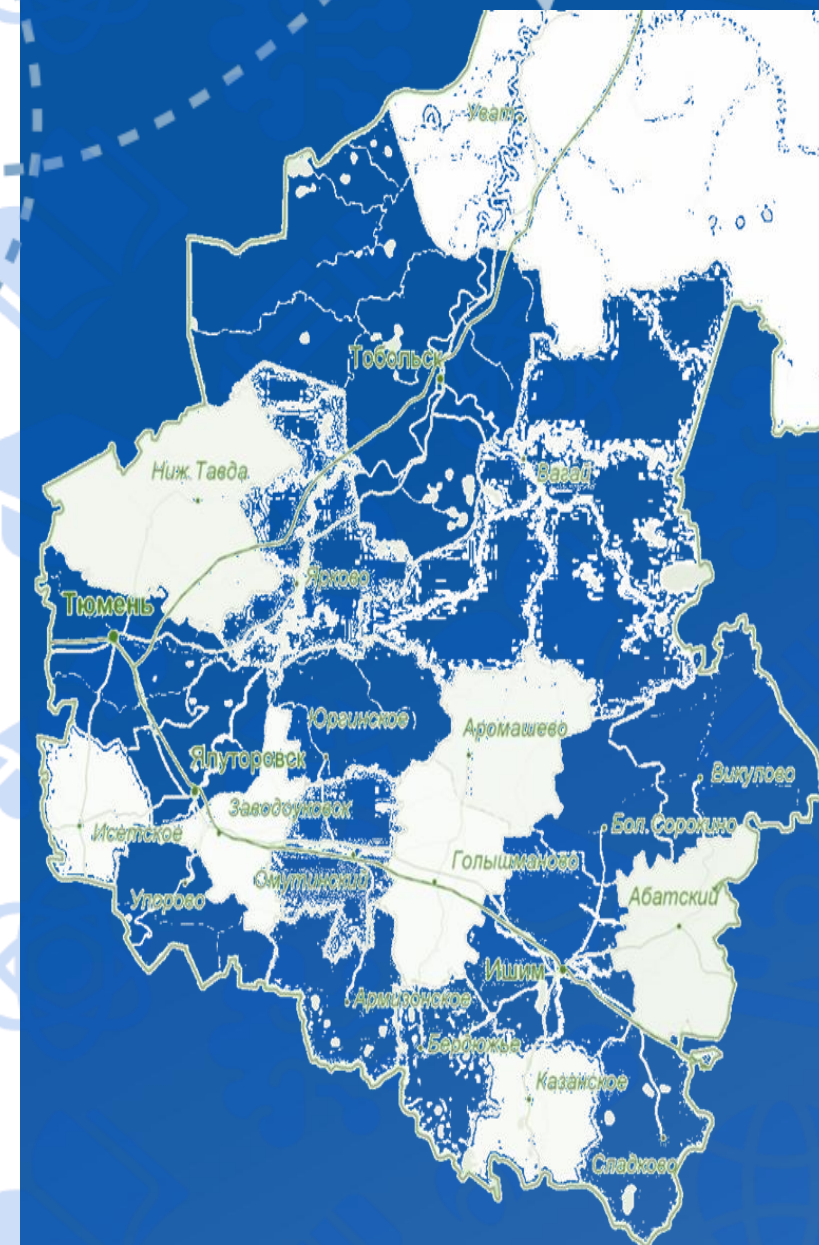 Уват
Тобольск
Ниж. Тавда
Вагай
Ярково
Тюмень
Юргинское
Аромашево
Ялуторовск
Викулово
Заводоуковск
Бол. Сорокино
Исетское
Голышманово
Омутинский
Упорово
Абатский
Ишим
Армизонское
Бердюжье
Казанское
Сладково